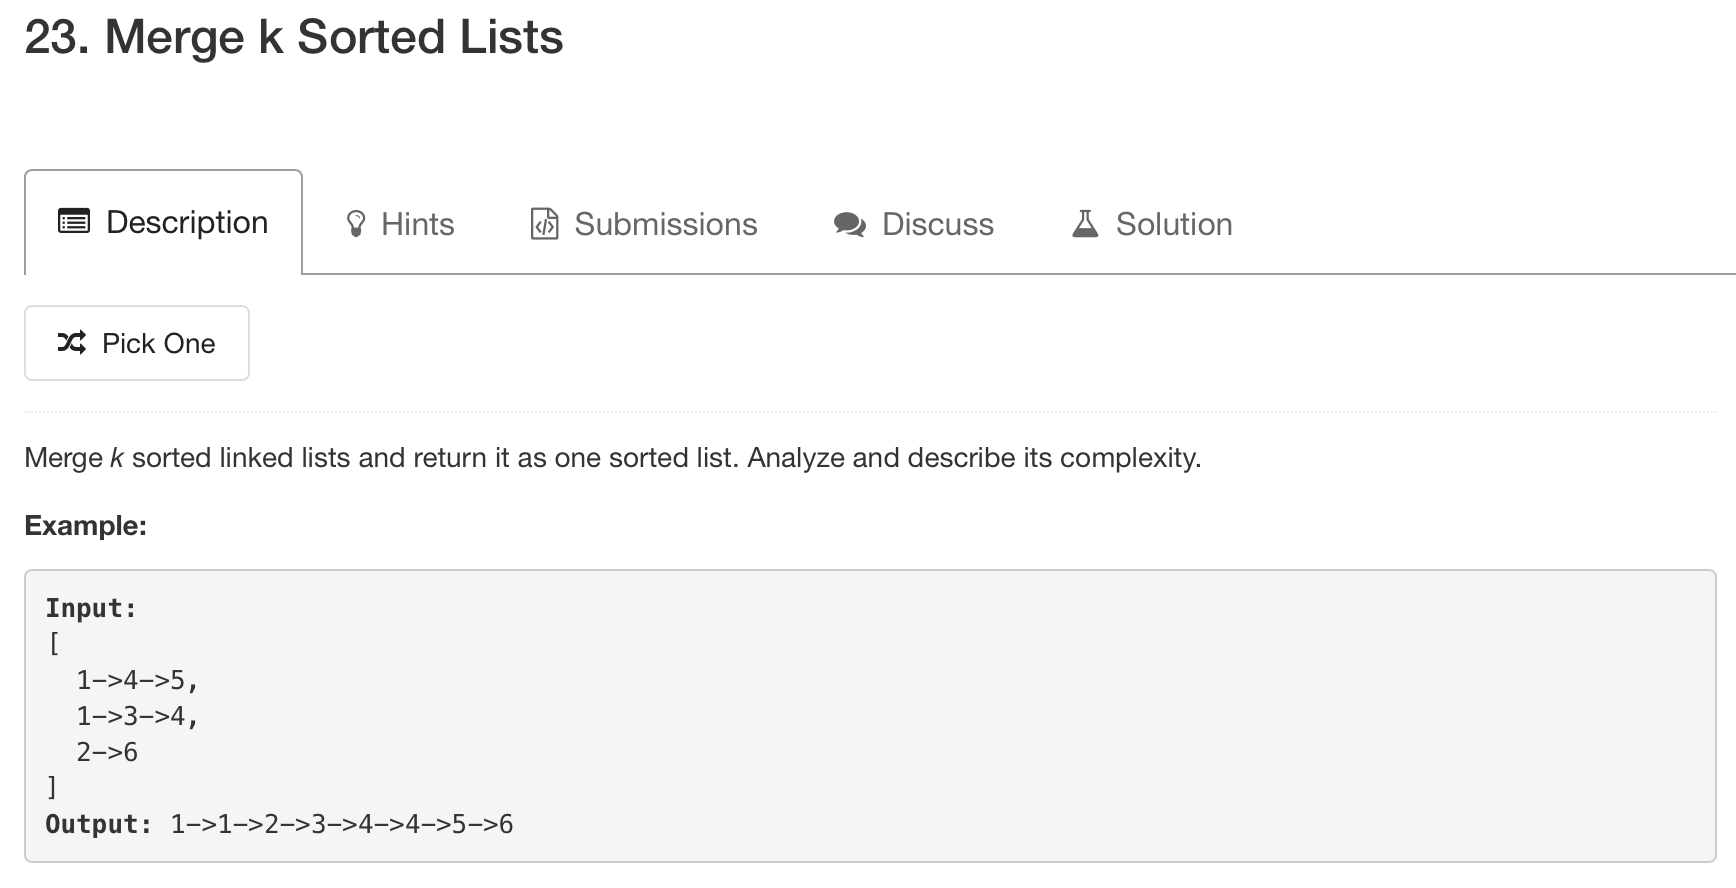 23. Merge k Sorted Lists
Description Hints Submissions Discuss Solution
Pick One
Merge k sorted linked lists and return it as one sorted list. Analyze and describe its complexity.
Example:
Input:
[
  1->4->5,
  1->3->4,
  2->6
]
Output: 1->1->2->3->4->4->5->6